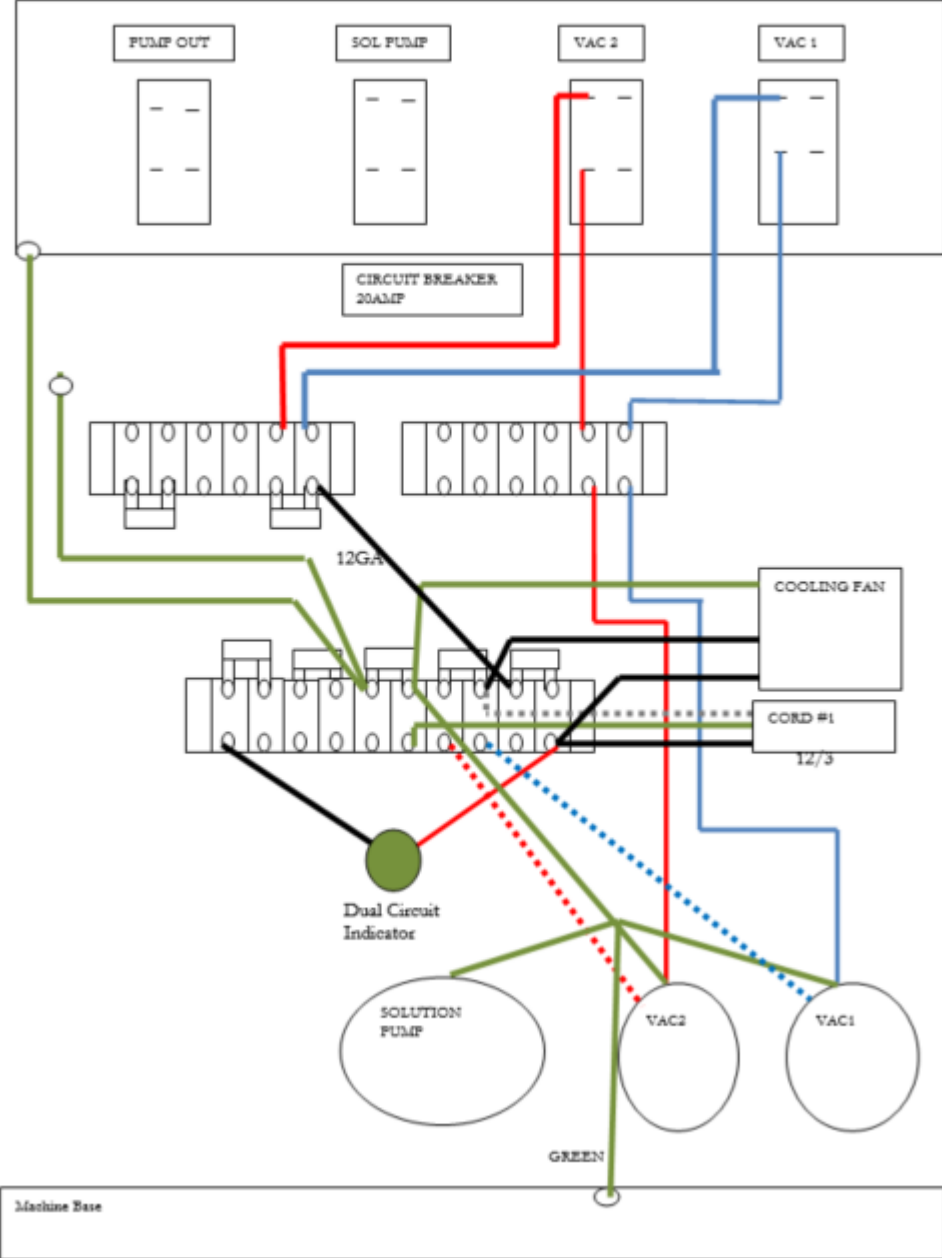 PUMP OUT
SOL PUMP
VAC 2
VAC 1
CIRCUIT BREAKER
20AMP
12GA
COOLING FAN
CORD #1
12/3
Dual Circuit
Indicator
SOLUTION
PUMP
VAC2
VAC1
GREEN
Machine Base